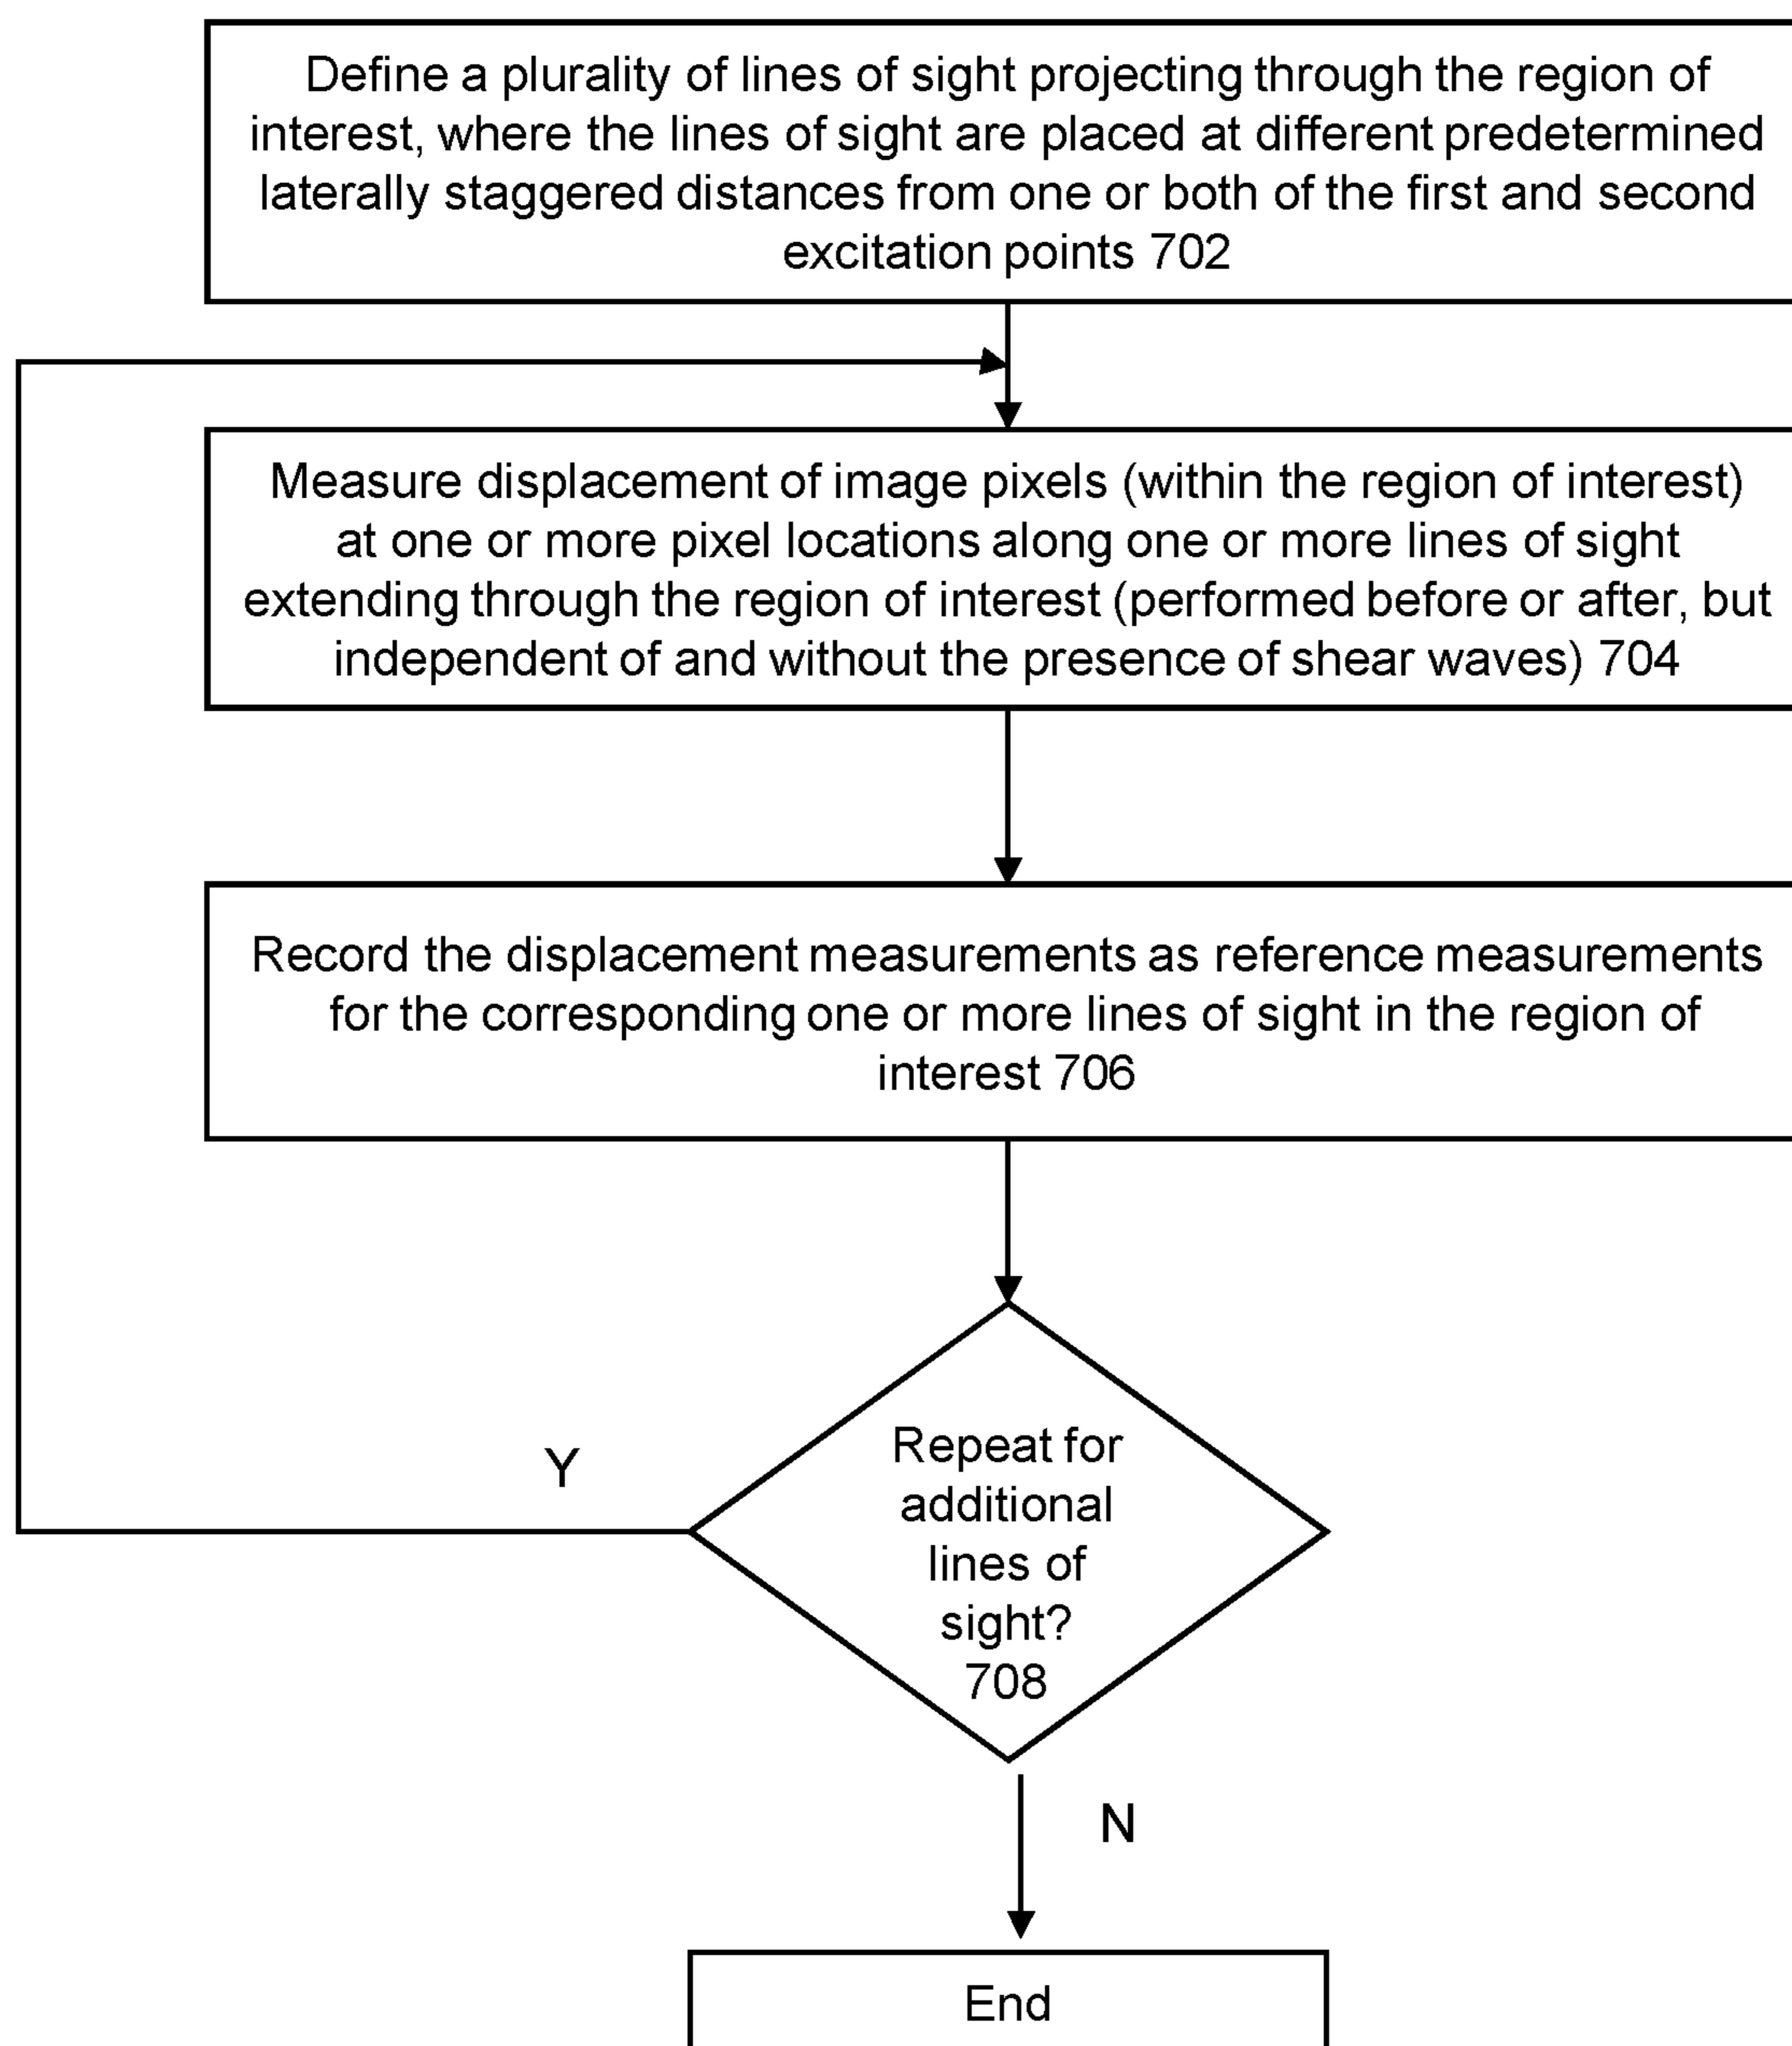 Define a plurality of lines of sight projecting through the region of
interest, where the lines of sight are placed at different predetermined
laterally staggered distances from one or both of the first and second
excitation points 702
Measure displacement of image pixels (within the region of interest)
at one or more pixel locations along one or more lines of sight
extending through the region of interest (performed before or after, but
independent of and without the presence of shear waves) 704
Record the displacement measurements as reference measurements
for the corresponding one or more lines of sight in the region of
interest 706
Repeat for
additional
lines of
sight?
708
Y
N
End